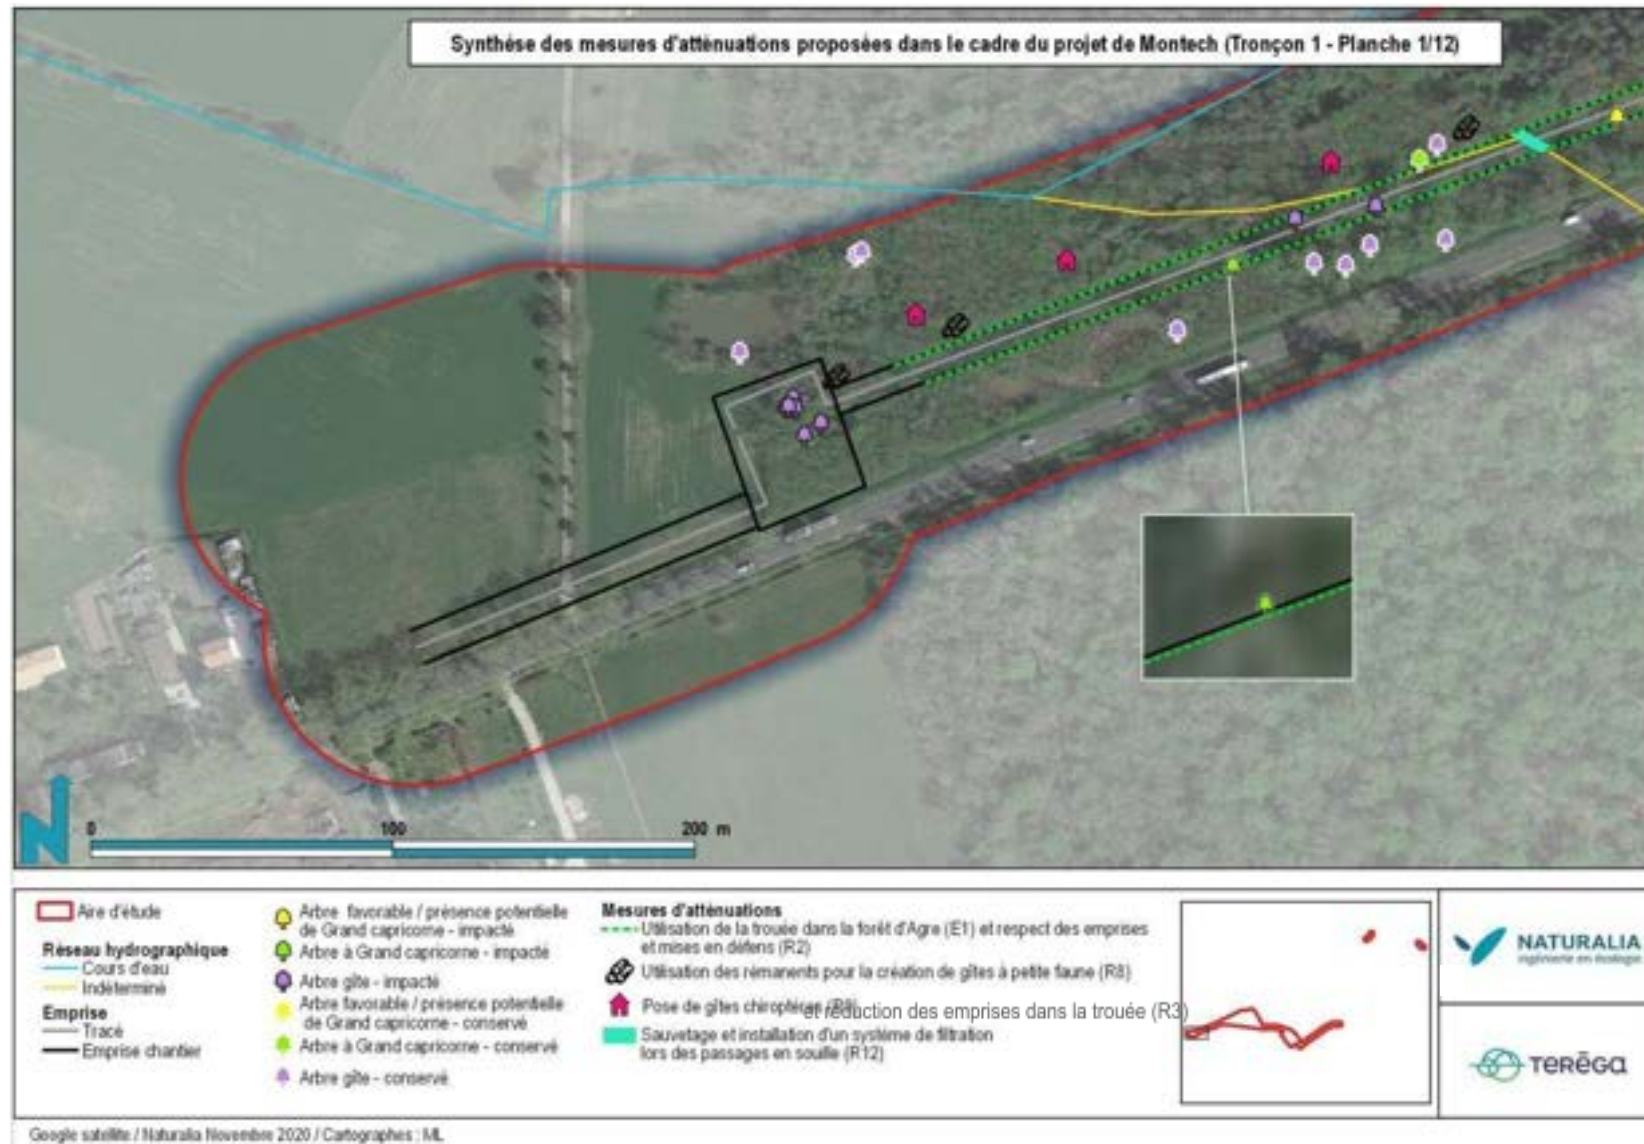 Synthèse des mesures d'atténuations proposées dans le cadre du projet de Montech (Tronçon 1 - Planche 1/12)
N
0 100 200 m
Aire d'étude
Réseau hydrographique
Cours d'eau
Indéterminé
Emprise
Tracé
Emprise chantier
Arbre favorable / présence potentielle
de Grand capricorne - impacté
Arbre à Grand capricorne - impacté
Arbre gîte - impacté
Arbre favorable / présence potentielle
de Grand capricorne - conservé
Arbre à Grand capricorne - conservé
Arbre gîte - conservé
Mesures d'atténuations
Utilisation de la trouée dans la forêt d'Agre (E1) et respect des emprises
et mises en défens (R2)
Utilisation des rémanents pour la création de gîtes à petite faune (R8)
Pose de gîtes chiroptères (R9)
et réduction des emprises dans la trouée (R3)
Sauvetage et installation d'un système de filtration
lors des passages en souille (R12)
NATURALIA
ingénierie en écologie
TERĒGA
Google satellite / Naturalia Novembre 2020 / Cartographes : ML